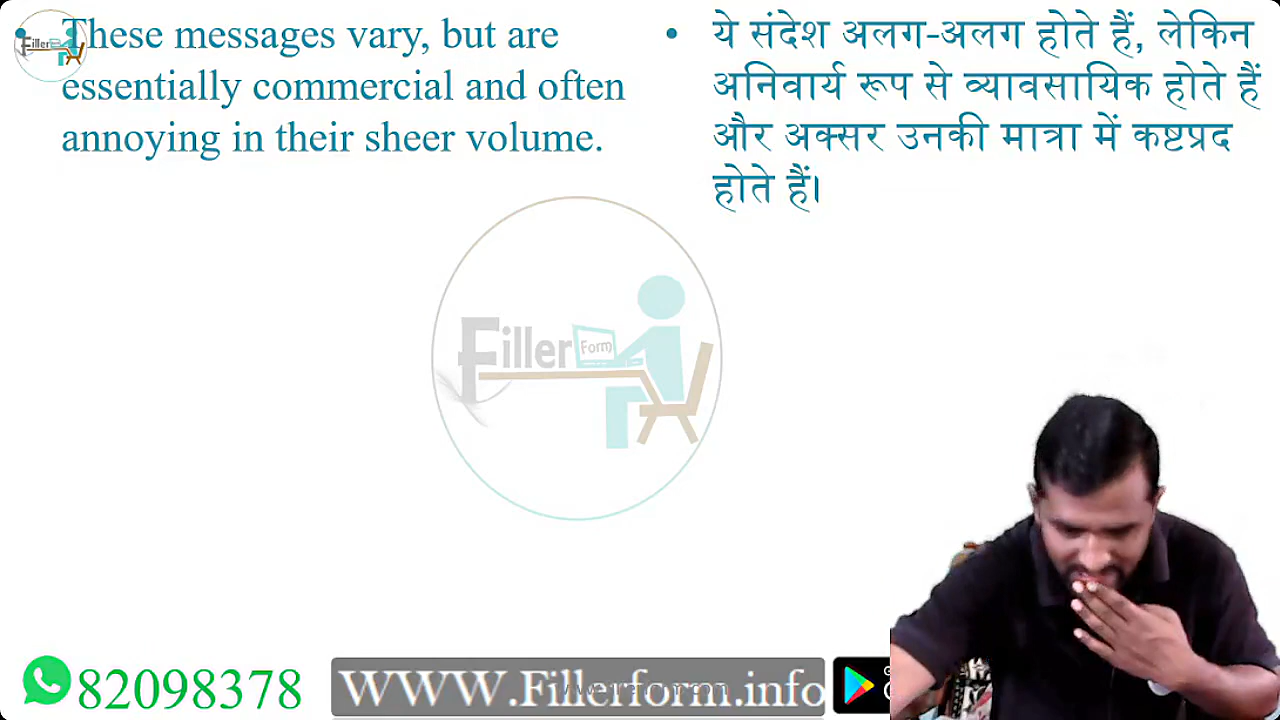 These messages vary, but are
essentially commercial and often
annoying in their sheer volume.
ये संदेश अलग-अलग होते हैं, लेकिन
अनिवार्य रूप से व्यावसायिक होते हैं
और अक्सर उनकी मात्रा में कष्टप्रद
होते हैं।
Filler Form
82098378
WWW.Fillerform.info